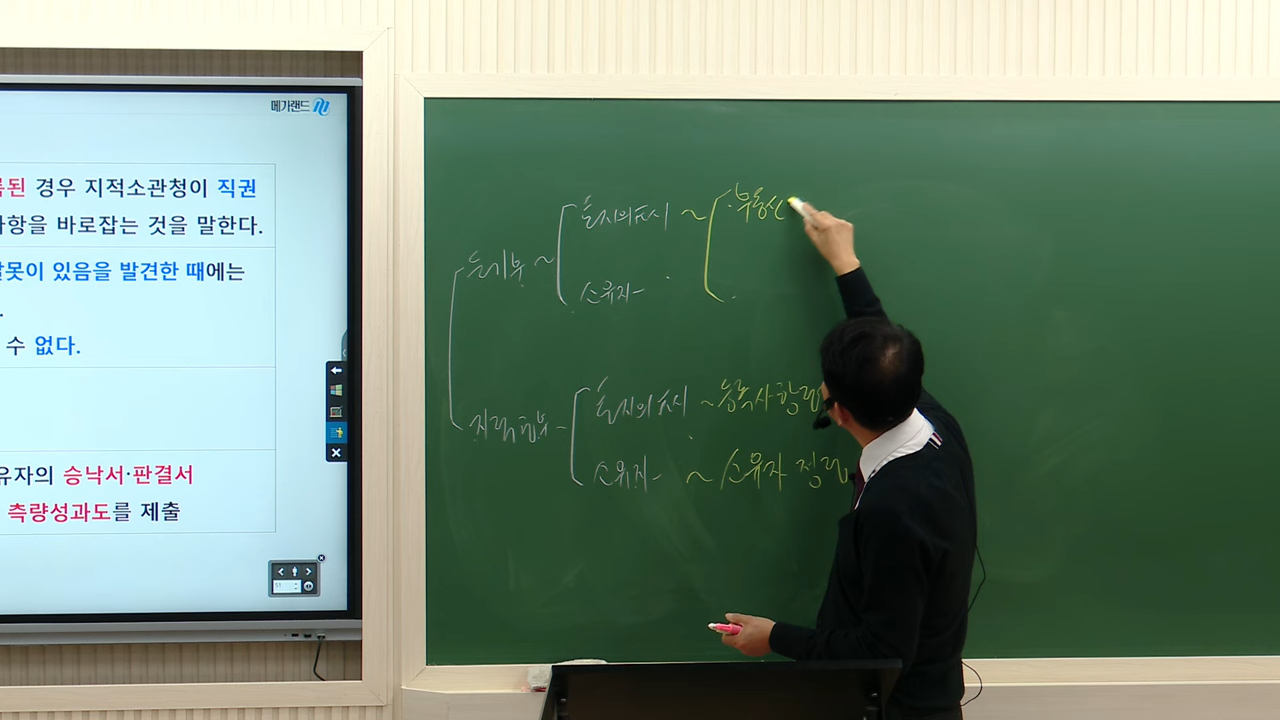 메가랜드
록된 경우 지적소관청이 직권
사항을 바로잡는 것을 말한다.
잘못이 있음을 발견한 때에는
수 없다.
유자의 승낙서·판결서
측량성과도를 제출
토지의 표시 ~ 부동산
등기부 ~
소유자
토지의 표시 ~ 등록사항
지적공부 -
소유자 ~ 소유자 정리